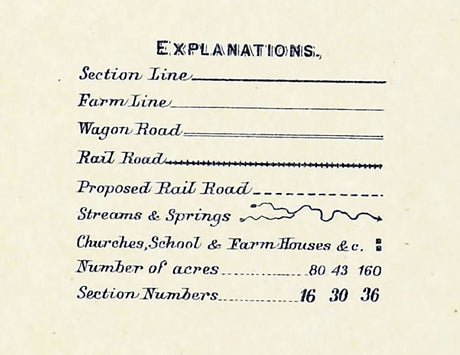 EXPLANATIONS.
Section Line
Farm Line
Wagon Road
Rail Road
Proposed Rail Road
Streams & Springs
Churches, School & Farm Houses &c.
Number of acres 80 43 160
Section Numbers 16 30 36